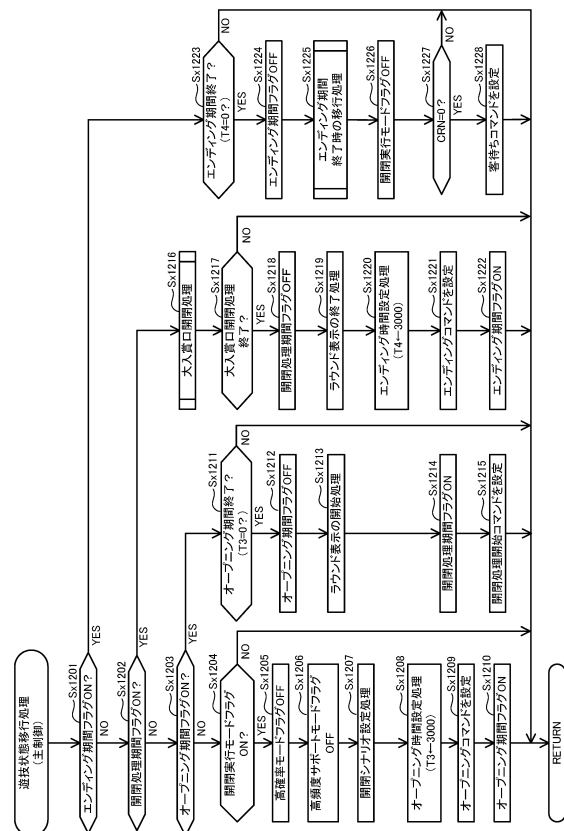 遊技状態移行処理
(主制御)
Sx1201
エンディング期間フラグON?
YES
NO
Sx1202
開閉処理期間フラグON?
YES
NO
Sx1203
オープニング期間フラグON?
YES
NO
Sx1204
開閉実行モードフラグ
ON?
NO
YES
Sx1205
高確率モードフラグOFF
Sx1206
高頻度サポートモードフラグ
OFF
Sx1207
開閉シナリオ設定処理
Sx1208
オープニング時間設定処理
(T3←3000)
Sx1209
オープニングコマンドを設定
Sx1210
オープニング期間フラグON
RETURN
Sx1211
オープニング期間終了?
(T3=0?)
NO
YES
Sx1212
オープニング期間フラグOFF
Sx1213
ラウンド表示の開始処理
Sx1214
開閉処理期間フラグON
Sx1215
開閉処理開始コマンドを設定
Sx1216
大入賞口開閉処理
Sx1217
大入賞口開閉処理
終了?
NO
YES
Sx1218
開閉処理期間フラグOFF
Sx1219
ラウンド表示の終了処理
Sx1220
エンディング時間設定処理
(T4←3000)
Sx1221
エンディングコマンドを設定
Sx1222
エンディング期間フラグON
Sx1223
エンディング期間終了?
(T4=0?)
NO
YES
Sx1224
エンディング期間フラグOFF
Sx1225
エンディング期間
終了時の移行処理
Sx1226
開閉実行モードフラグOFF
Sx1227
CRN=0?
NO
YES
Sx1228
客待ちコマンドを設定